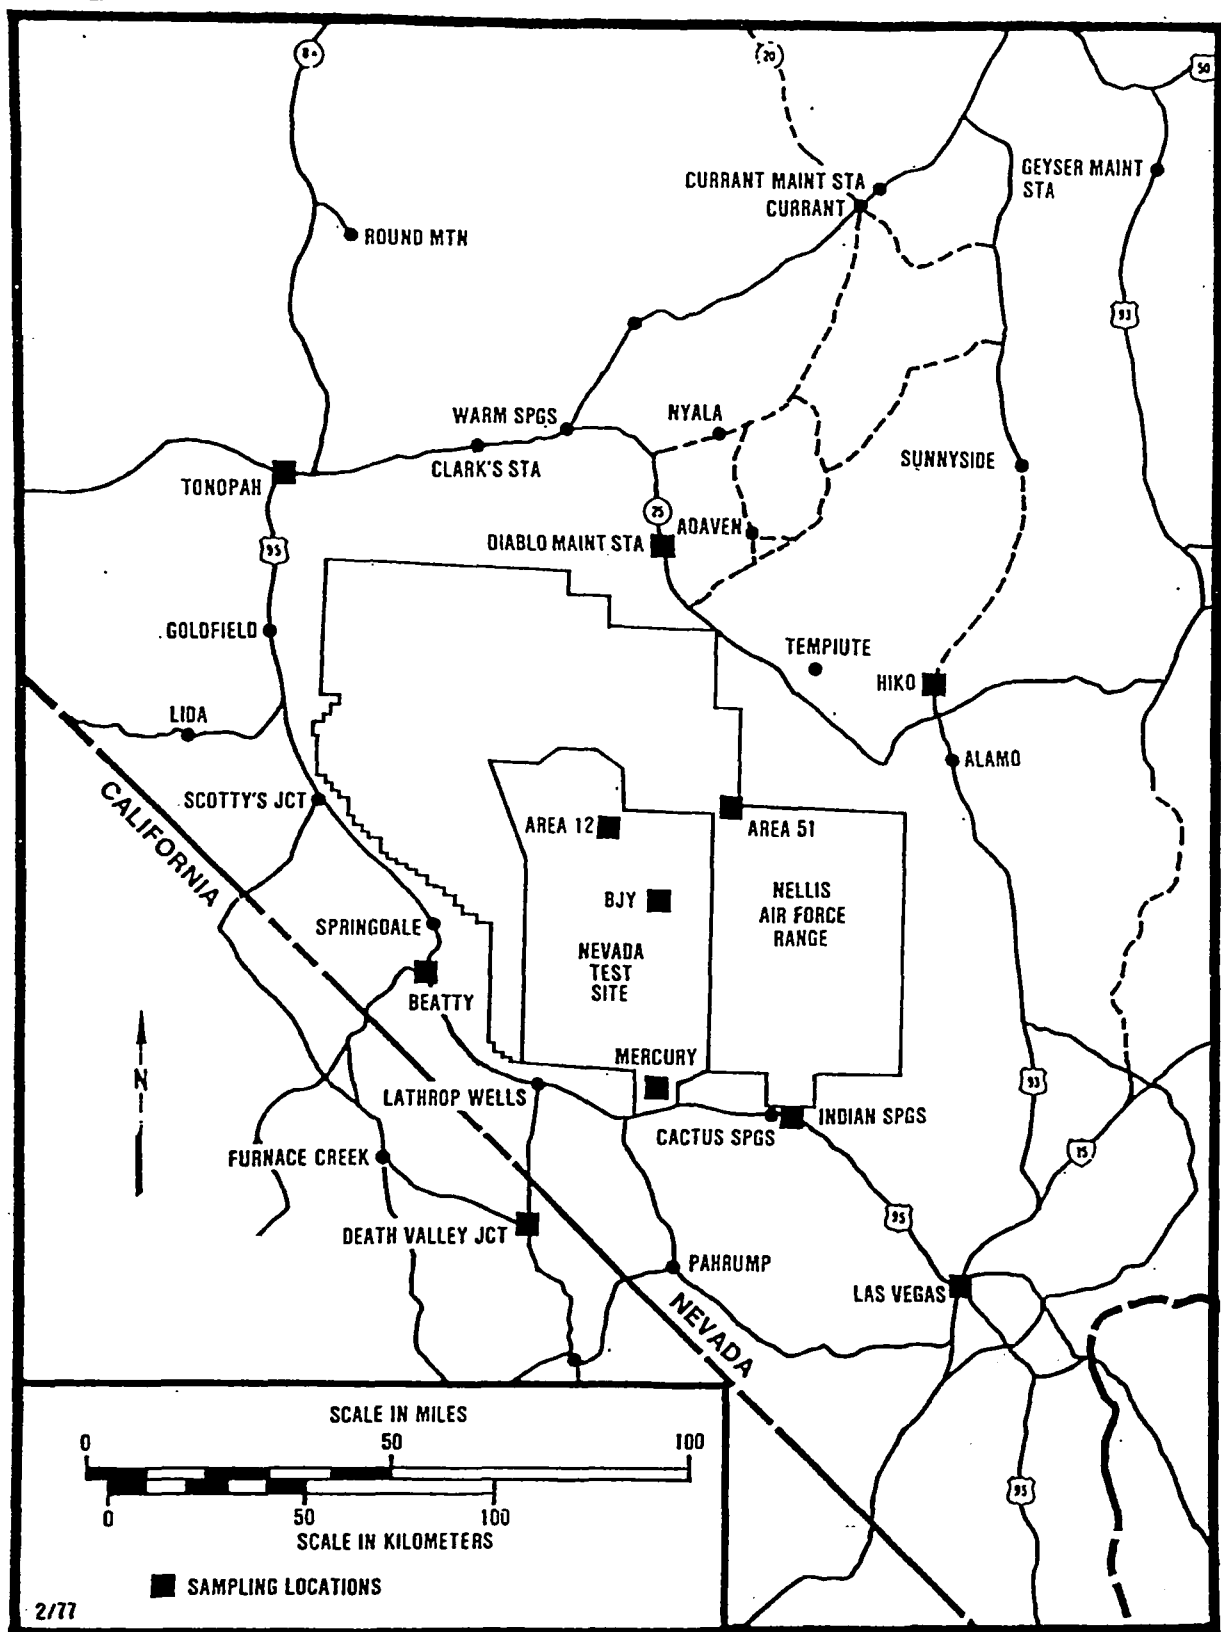 8A
20
50
CURRANT MAINT STA
CURRANT
GEYSER MAINT
STA
ROUND MTN
93
WARM SPGS
NYALA
CLARK'S STA
SUNNYSIDE
TONOPAH
25
ADAVEN
DIABLO MAINT STA
95
GOLDFIELD
TEMPIUTE
HIKO
LIDA
ALAMO
SCOTTY'S JCT
CALIFORNIA
AREA 12
AREA 51
NELLIS
AIR FORCE
RANGE
BJY
SPRINGDALE
NEVADA
TEST
SITE
BEATTY
N
MERCURY
93
LATHROP WELLS
INDIAN SPGS
CACTUS SPGS
15
FURNACE CREEK
95
DEATH VALLEY JCT
PAHRUMP
LAS VEGAS
NEVADA
SCALE IN MILES
0 50 100
95
0 50 100
SCALE IN KILOMETERS
SAMPLING LOCATIONS
2/77